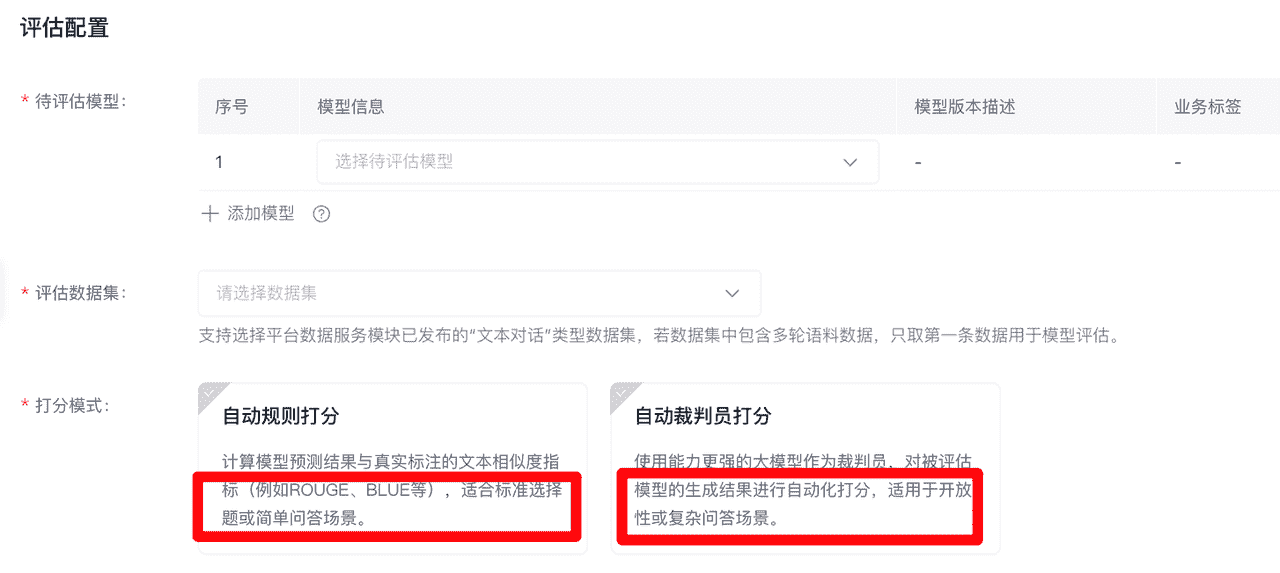 评估配置
* 待评估模型:
序号 模型信息 模型版本描述 业务标签
1 选择待评估模型 - -
+ 添加模型 ?
* 评估数据集:
请选择数据集
支持选择平台数据服务模块已发布的“文本对话”类型数据集，若数据集中包含多轮语料数据，只取第一条数据用于模型评估。
* 打分模式:
自动规则打分
计算模型预测结果与真实标注的文本相似度指
标（例如ROUGE、BLUE等），适合标准选择
题或简单问答场景。
自动裁判员打分
使用能力更强的大模型作为裁判员，对被评估
模型的生成结果进行自动化打分，适用于开放
性或复杂问答场景。